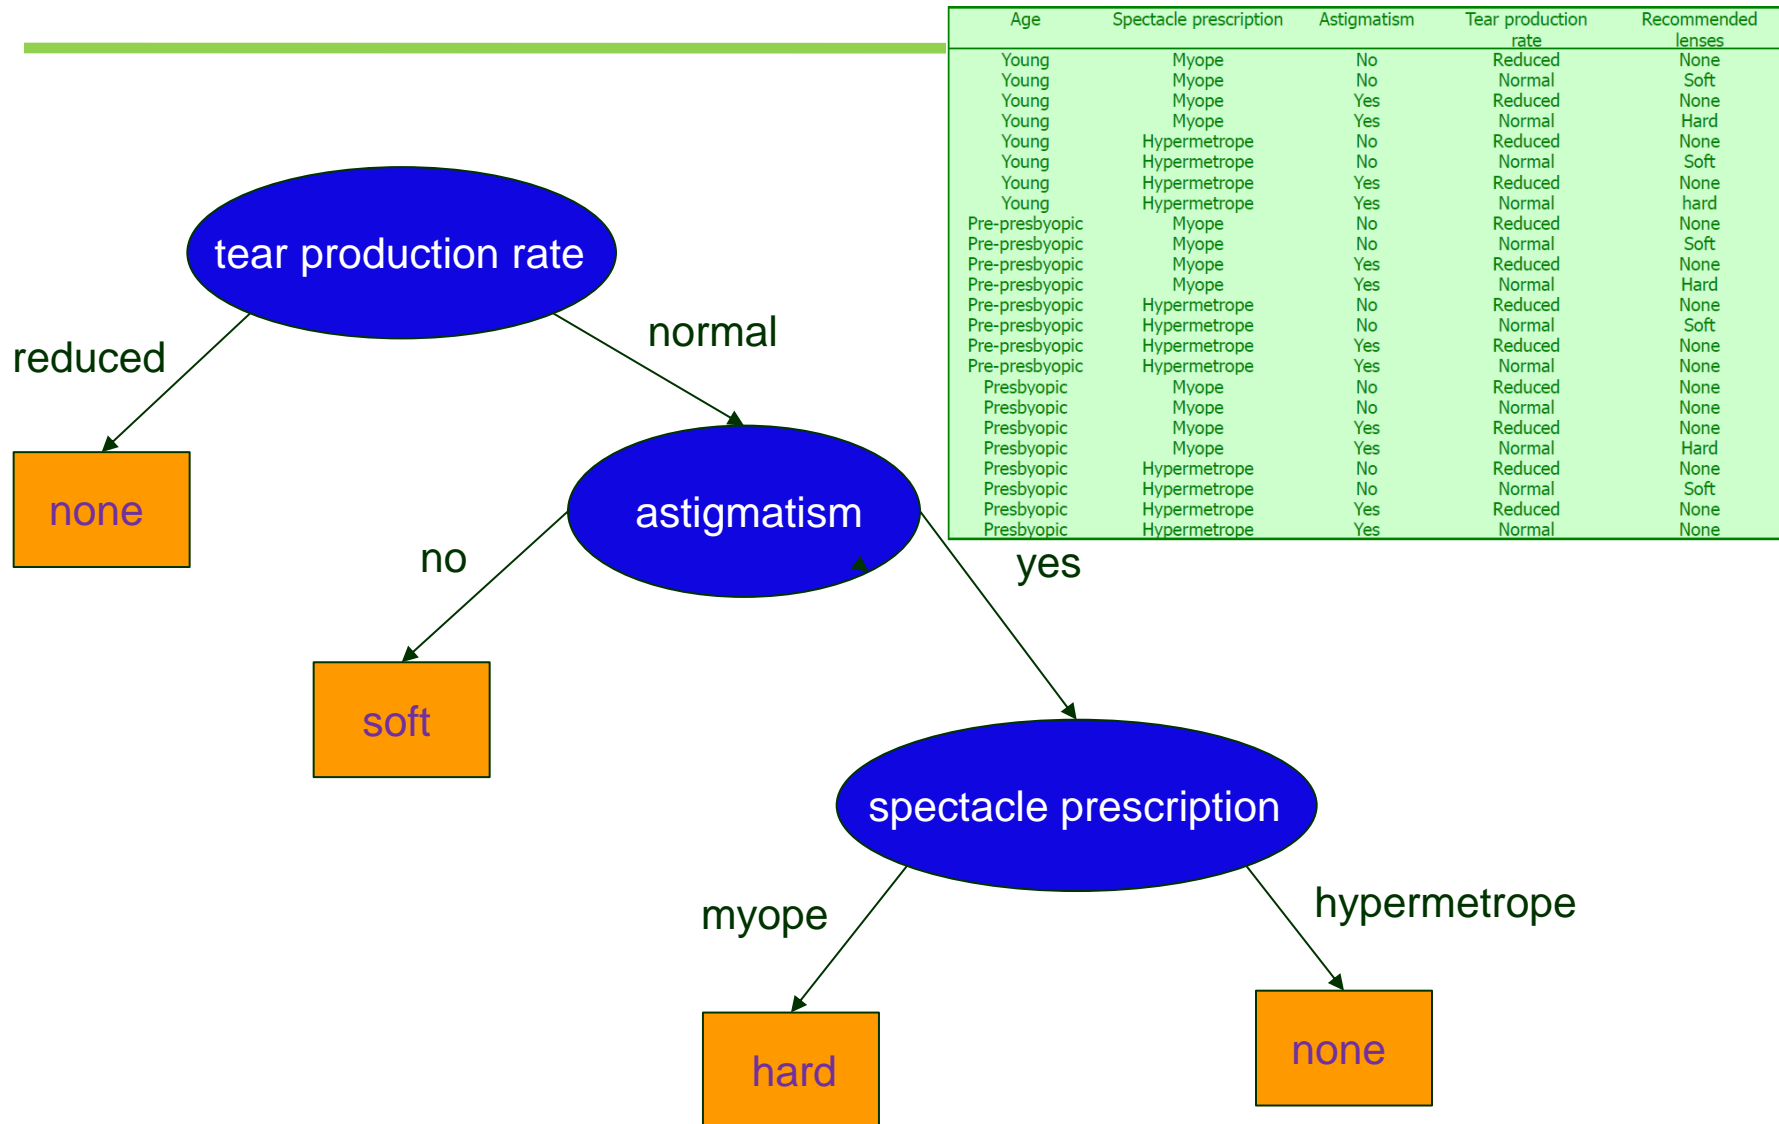 Age Spectacle prescription Astigmatism Tear production Recommended
rate lenses
Young Myope No Reduced None
Young Myope No Normal Soft
Young Myope Yes Reduced None
Young Myope Yes Normal Hard
Young Hypermetrope No Reduced None
Young Hypermetrope No Normal Soft
Young Hypermetrope Yes Reduced None
Young Hypermetrope Yes Normal hard
Pre-presbyopic Myope No Reduced None
Pre-presbyopic Myope No Normal Soft
Pre-presbyopic Myope Yes Reduced None
Pre-presbyopic Myope Yes Normal Hard
Pre-presbyopic Hypermetrope No Reduced None
Pre-presbyopic Hypermetrope No Normal Soft
Pre-presbyopic Hypermetrope Yes Reduced None
Pre-presbyopic Hypermetrope Yes Normal None
Presbyopic Myope No Reduced None
Presbyopic Myope No Normal None
Presbyopic Myope Yes Reduced None
Presbyopic Myope Yes Normal Hard
Presbyopic Hypermetrope No Reduced None
Presbyopic Hypermetrope No Normal Soft
Presbyopic Hypermetrope Yes Reduced None
Presbyopic Hypermetrope Yes Normal None
tear production rate
reduced
normal
none
astigmatism
no
yes
soft
spectacle prescription
myope
hypermetrope
hard
none